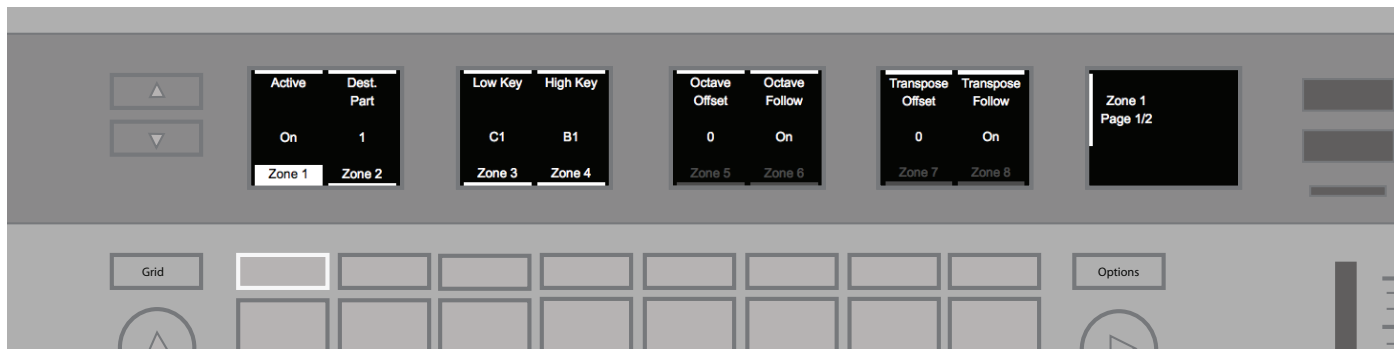 Active Dest. Low Key High Key Octave Octave Transpose Transpose
Part Offset Follow Offset Follow Zone 1
Page 1/2
On 1 C1 B1 0 On 0 On
Zone 1 Zone 2 Zone 3 Zone 4 Zone 5 Zone 6 Zone 7 Zone 8
Grid Options